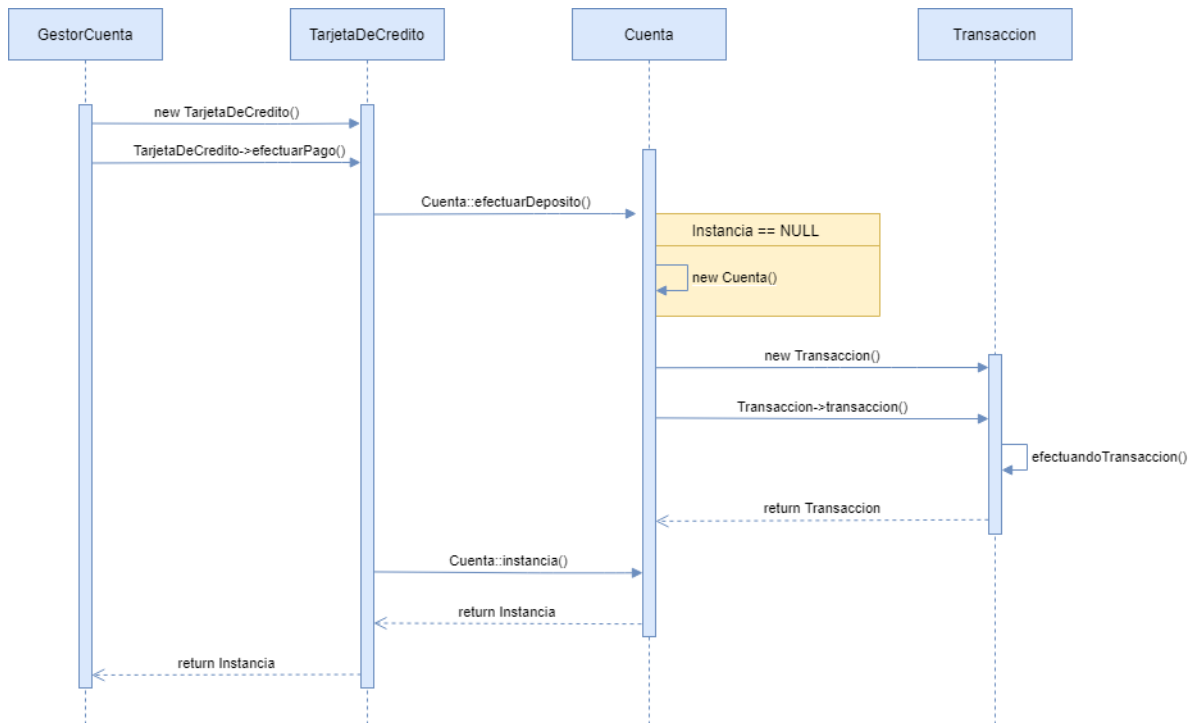 GestorCuenta
TarjetaDeCredito
Cuenta
Transaccion
new TarjetaDeCredito()
TarjetaDeCredito->efectuarPago()
Cuenta::efectuarDeposito()
Instancia == NULL
new Cuenta()
new Transaccion()
Transaccion->transaccion()
efectuandoTransaccion()
return Transaccion
Cuenta::instancia()
return Instancia
return Instancia